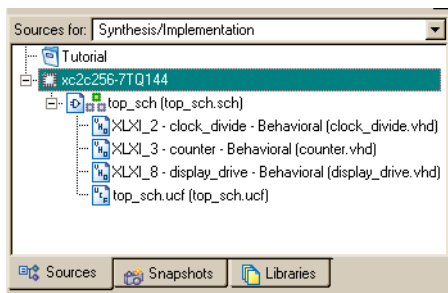 Sources for: Synthesis/Implementation
Tutorial
xc2c256-7TQ144
top_sch (top_sch.sch)
XLXI_2 - clock_divide - Behavioral (clock_divide.vhd)
XLXI_3 - counter - Behavioral (counter.vhd)
XLXI_8 - display_drive - Behavioral (display_drive.vhd)
top_sch.ucf (top_sch.ucf)
Sources Snapshots Libraries